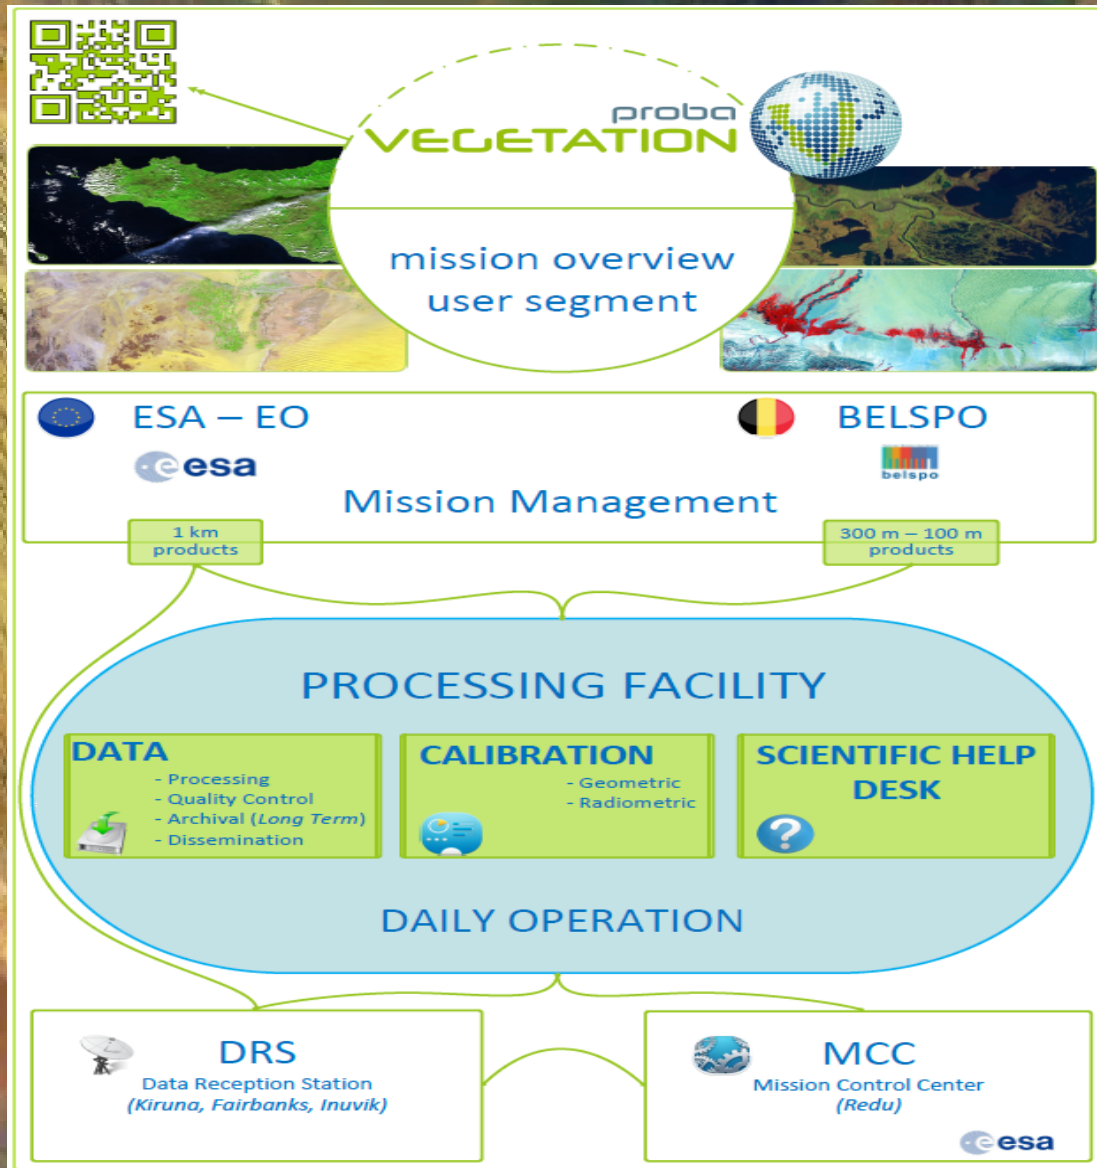 proba
VEGETATION
mission overview
user segment
ESA – EO
BELSPO
esa
belspo
Mission Management
1 km
products
300 m – 100 m
products
PROCESSING FACILITY
DATA
- Processing
- Quality Control
- Archival (Long Term)
- Dissemination
CALIBRATION
- Geometric
- Radiometric
SCIENTIFIC HELP
DESK
?
DAILY OPERATION
DRS
Data Reception Station
(Kiruna, Fairbanks, Inuvik)
MCC
Mission Control Center
(Redu)
esa